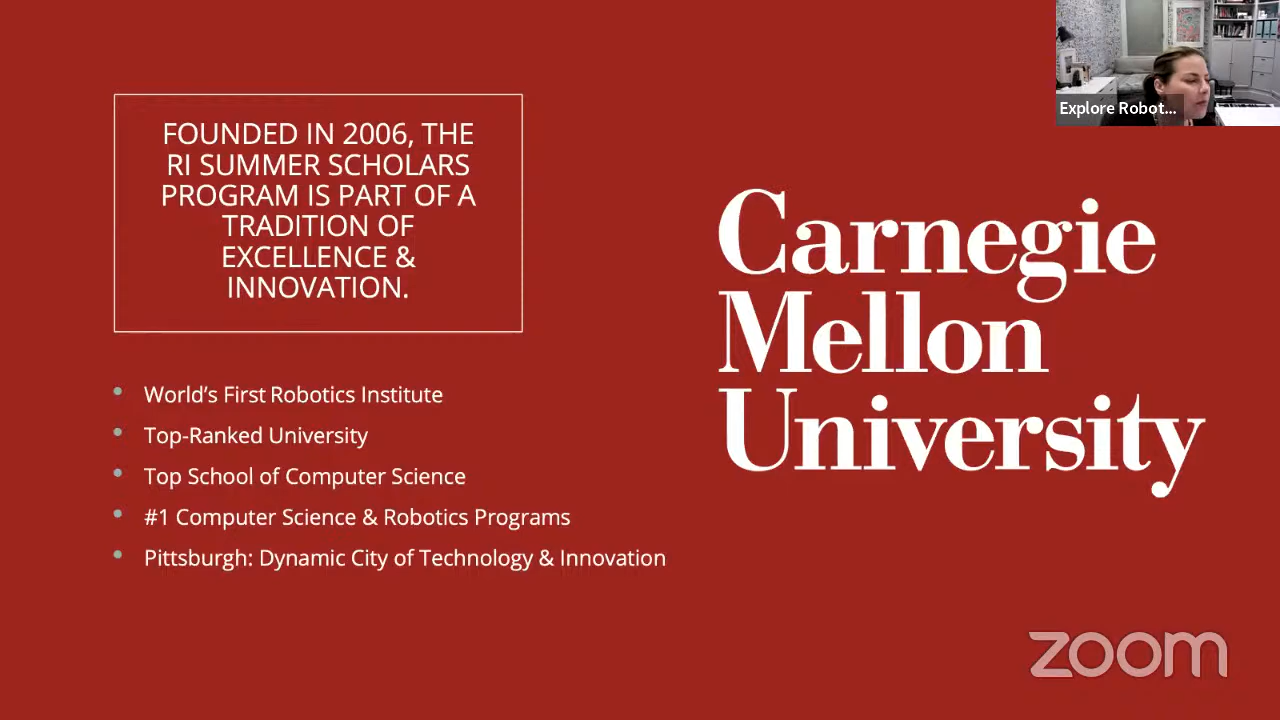 Explore Robot...
FOUNDED IN 2006, THE
RI SUMMER SCHOLARS
PROGRAM IS PART OF A
TRADITION OF
EXCELLENCE &
INNOVATION.
Carnegie
Mellon
University
• World’s First Robotics Institute
• Top-Ranked University
• Top School of Computer Science
• #1 Computer Science & Robotics Programs
• Pittsburgh: Dynamic City of Technology & Innovation
zoom